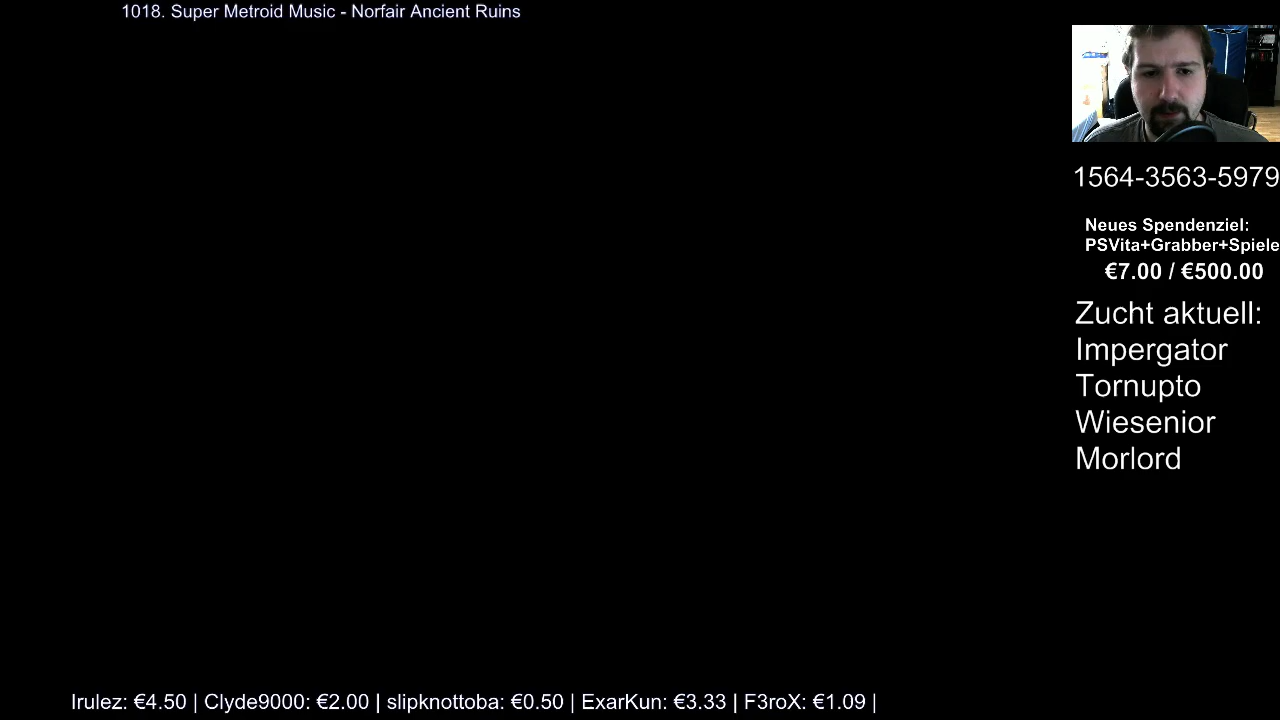 1018. Super Metroid Music - Norfair Ancient Ruins
1564-3563-5979
Neues Spendenziel:
PSVita+Grabber+Spiele
€7.00 / €500.00
Zucht aktuell:
Impergator
Tornupto
Wiesenior
Morlord
Irulez: €4.50 | Clyde9000: €2.00 | slipknottoba: €0.50 | ExarKun: €3.33 | F3roX: €1.09 |